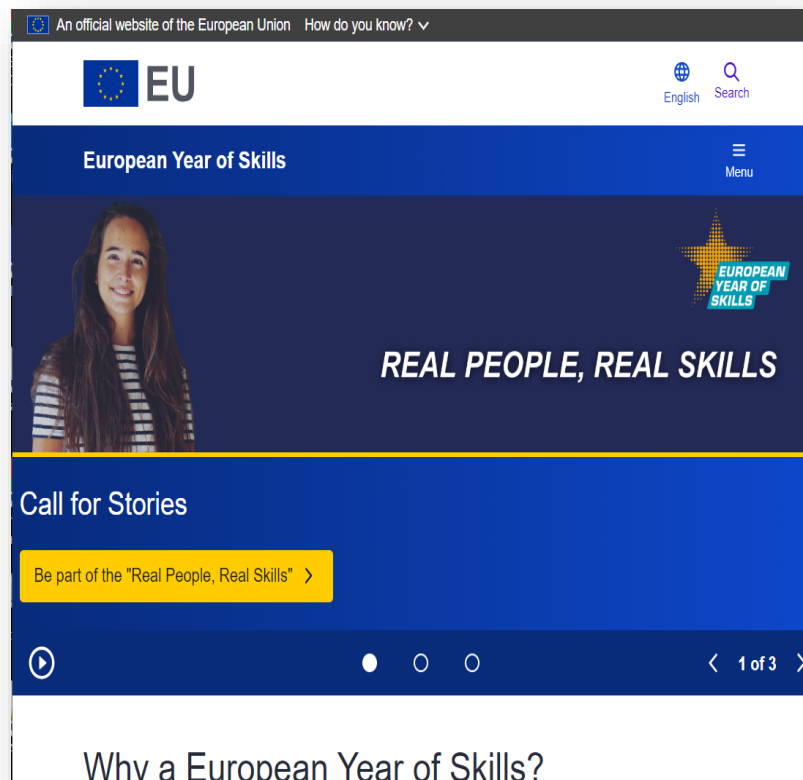 An official website of the European Union How do you know?
EU
English
Search
European Year of Skills
Menu
EUROPEAN
YEAR OF
SKILLS
REAL PEOPLE, REAL SKILLS
Call for Stories
Be part of the "Real People, Real Skills"
1 of 3
Why a European Year of Skills?